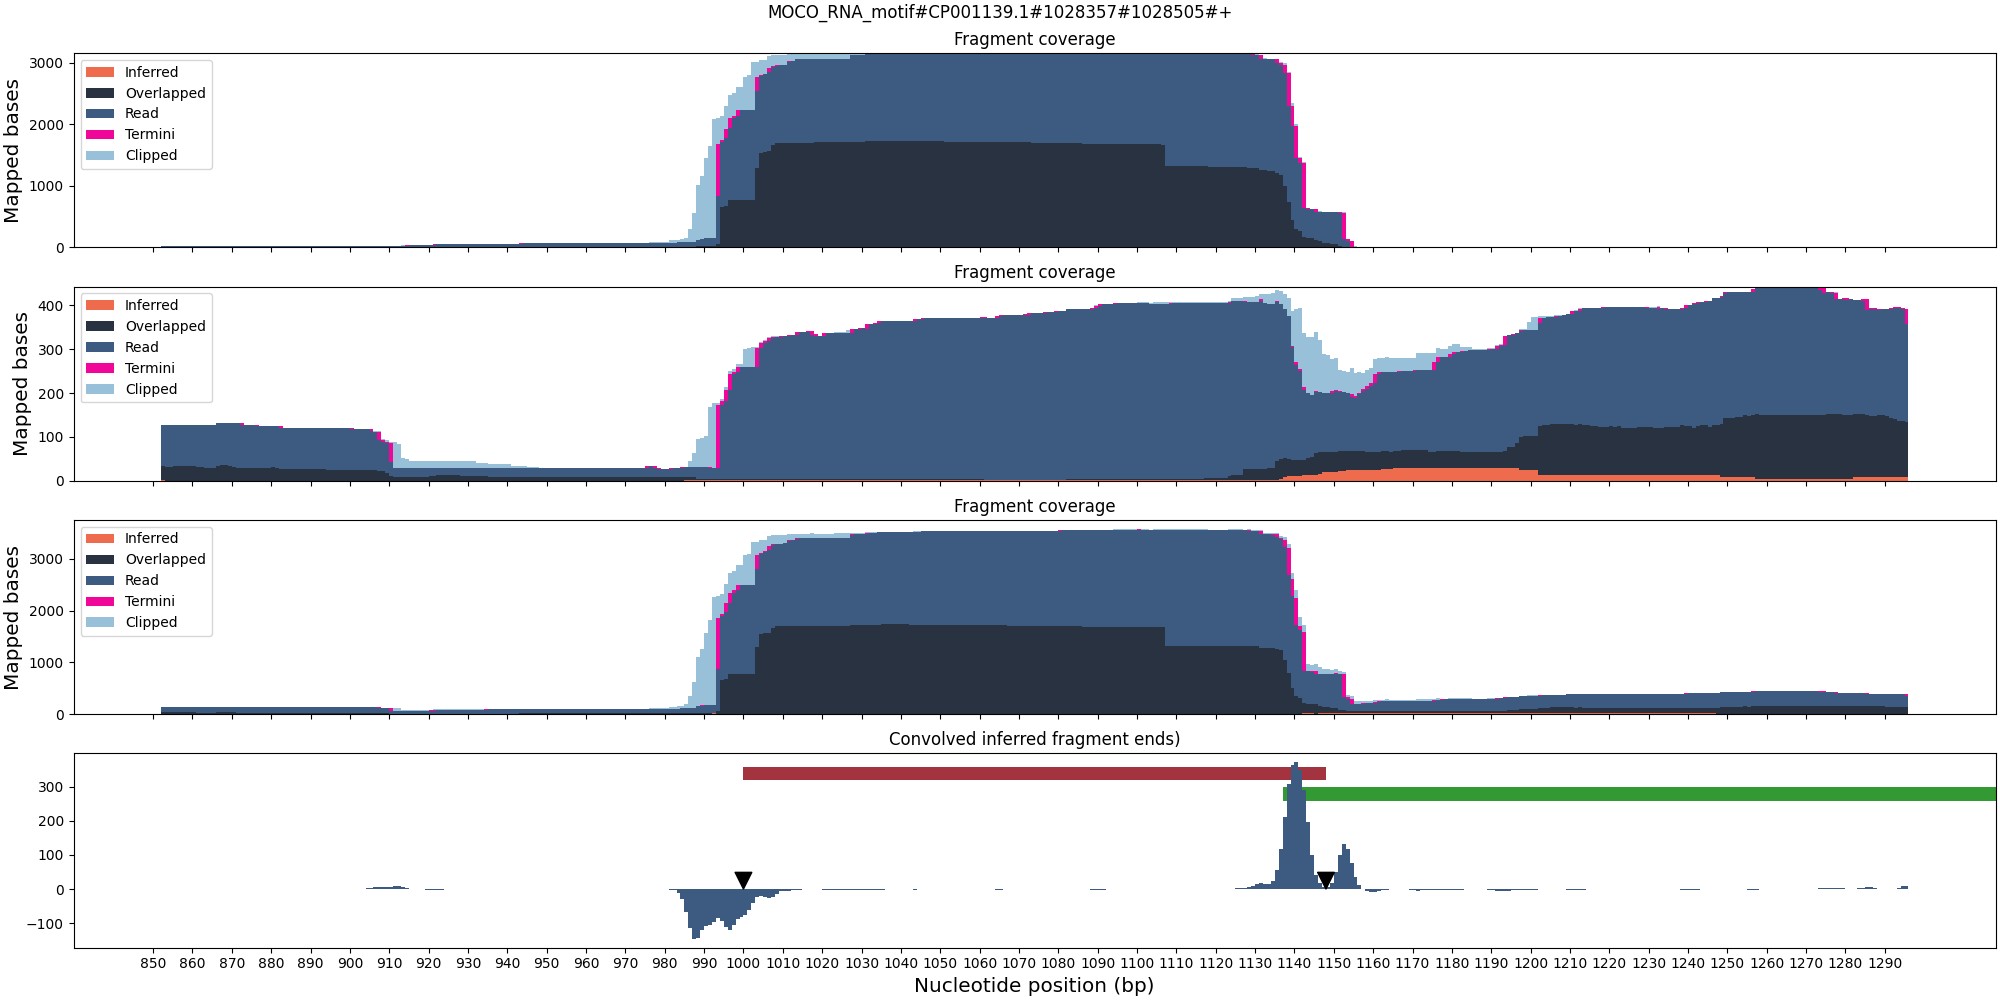 MOCO_RNA_motif#CP001139.1#1028357#1028505#+
Fragment coverage
Mapped bases
3000
2000
1000
0
Inferred
Overlapped
Read
Termini
Clipped
Fragment coverage
Mapped bases
400
300
200
100
0
Inferred
Overlapped
Read
Termini
Clipped
Fragment coverage
Mapped bases
3000
2000
1000
0
Inferred
Overlapped
Read
Termini
Clipped
Convolved inferred fragment ends)
300
200
100
0
−100
850 860 870 880 890 900 910 920 930 940 950 960 970 980 990 1000 1010 1020 1030 1040 1050 1060 1070 1080 1090 1100 1110 1120 1130 1140 1150 1160 1170 1180 1190 1200 1210 1220 1230 1240 1250 1260 1270 1280 1290
Nucleotide position (bp)